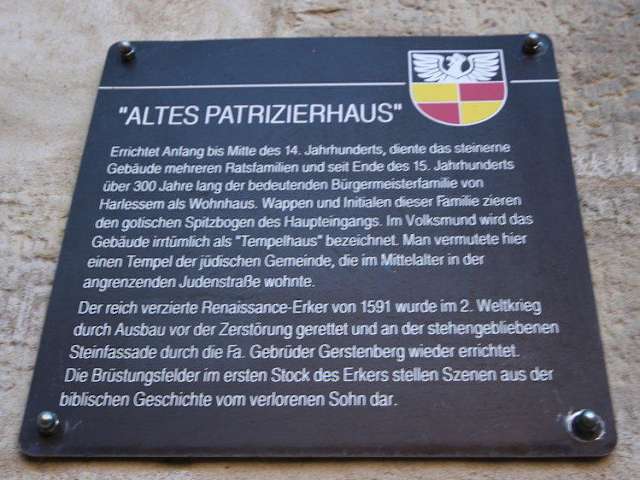 "ALTES PATRIZIERHAUS"
Errichtet Anfang bis Mitte des 14. Jahrhunderts, diente das steinerne
Gebäude mehreren Ratsfamilien und seit Ende des 15. Jahrhunderts
über 300 Jahre lang der bedeutenden Bürgermeisterfamilie von
Harlessem als Wohnhaus. Wappen und Initialen dieser Familie zieren
den gotischen Spitzbogen des Haupteingangs. Im Volksmund wird das
Gebäude irrtümlich als "Tempelhaus" bezeichnet. Man vermutete hier
einen Tempel der jüdischen Gemeinde, die im Mittelalter in der
angrenzenden Judenstraße wohnte.
Der reich verzierte Renaissance-Erker von 1591 wurde im 2. Weltkrieg
durch Ausbau vor der Zerstörung gerettet und an der stehengebliebenen
Steinfassade durch die Fa. Gebrüder Gerstenberg wieder errichtet.
Die Brüstungsfelder im ersten Stock des Erkers stellen Szenen aus der
biblischen Geschichte vom verlorenen Sohn dar.